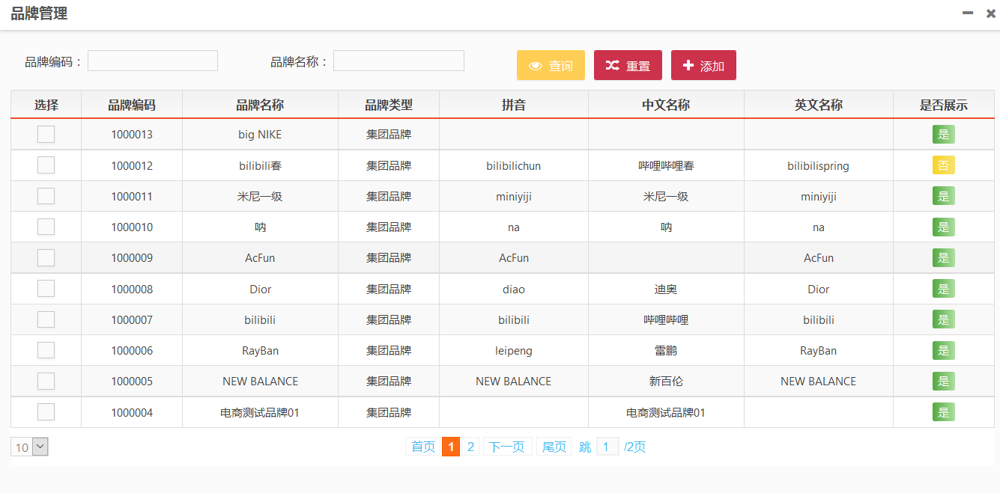 品牌管理
品牌编码： 品牌名称： 查询 重置 添加
选择 品牌编码 品牌名称 品牌类型 拼音 中文名称 英文名称 是否展示
1000013 big NIKE 集团品牌 是
1000012 bilibili春 集团品牌 bilibilichun 哔哩哔哩春 bilibilispring 否
1000011 米尼一级 集团品牌 miniyiji 米尼一级 miniyiji 是
1000010 呐 集团品牌 na 呐 na 是
1000009 AcFun 集团品牌 AcFun AcFun 是
1000008 Dior 集团品牌 diao 迪奥 Dior 是
1000007 bilibili 集团品牌 bilibili 哔哩哔哩 bilibili 是
1000006 RayBan 集团品牌 leipeng 雷鹏 RayBan 是
1000005 NEW BALANCE 集团品牌 NEW BALANCE 新百伦 NEW BALANCE 是
1000004 电商测试品牌01 集团品牌 电商测试品牌01 是
10 首页 1 2 下一页 尾页 跳 1 /2页